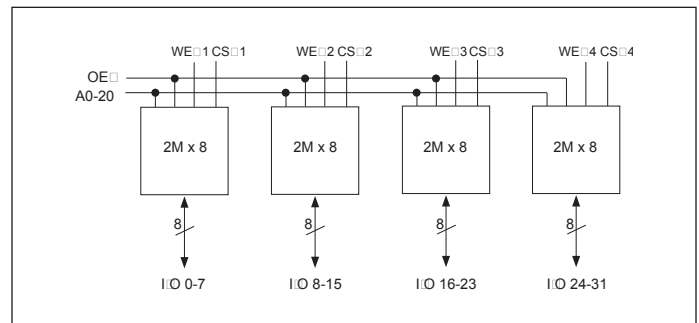 WE□1 CS□1 WE□2 CS□2 WE□3 CS□3 WE□4 CS□4
OE□
A0-20
2M x 8 2M x 8 2M x 8 2M x 8
8 8 8 8
I□O 0-7 I□O 8-15 I□O 16-23 I□O 24-31